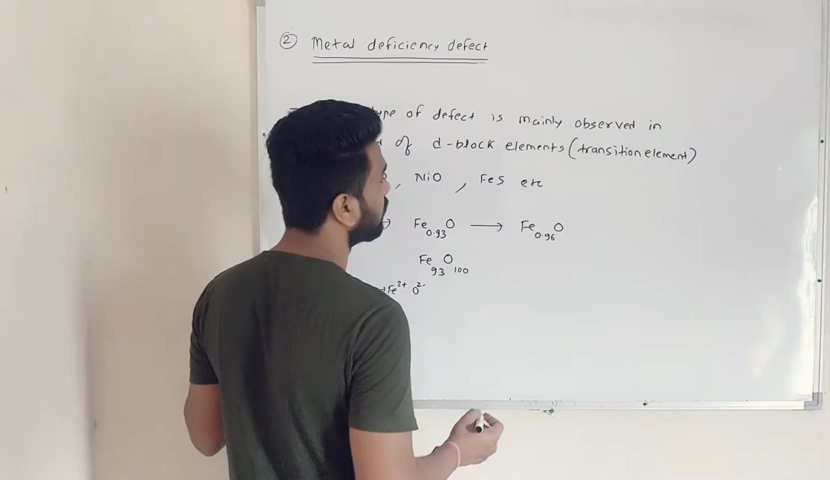 ② Metal deficiency defect
type of defect is mainly observed in
of d-block elements (transition element)
, NiO , FeS etc
Fe0.93O → Fe0.96O
Fe93O100
Fe2+ O2-